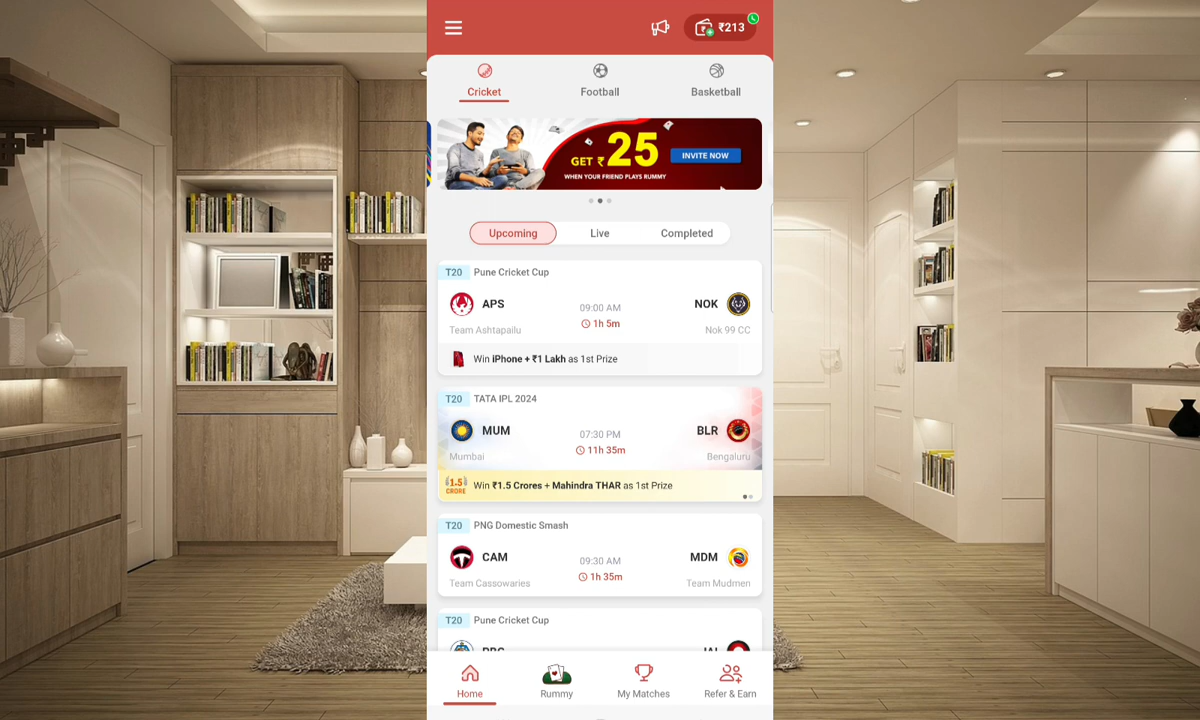 ₹213
Cricket
Football
Basketball
GET ₹ 25
INVITE NOW
WHEN YOUR FRIEND PLAYS RUMMY
Upcoming
Live
Completed
T20 Pune Cricket Cup
APS
09:00 AM
NOK
1h 5m
Team Ashtapailu
Nok 99 CC
Win iPhone + ₹1 Lakh as 1st Prize
T20 TATA IPL 2024
MUM
07:30 PM
BLR
11h 35m
Mumbai
Bengaluru
1.5 CRORE
Win ₹1.5 Crores + Mahindra THAR as 1st Prize
T20 PNG Domestic Smash
CAM
09:30 AM
MDM
1h 35m
Team Cassowaries
Team Mudmen
T20 Pune Cricket Cup
Home
Rummy
My Matches
Refer & Earn